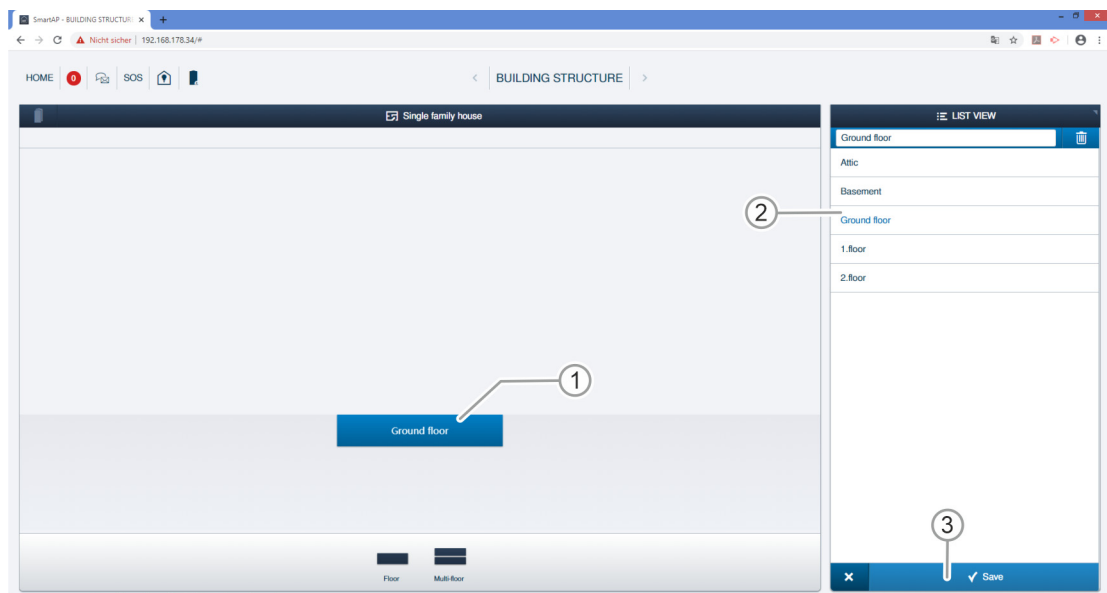 SmartAP - BUILDING STRUCTUR
Nicht sicher | 192.168.178.34/#
HOME 0 SOS
< BUILDING STRUCTURE >
Single family house
LIST VIEW
Ground floor
Attic
Basement
2
Ground floor
1.floor
2.floor
1
Ground floor
3
Floor
Multi-floor
Save